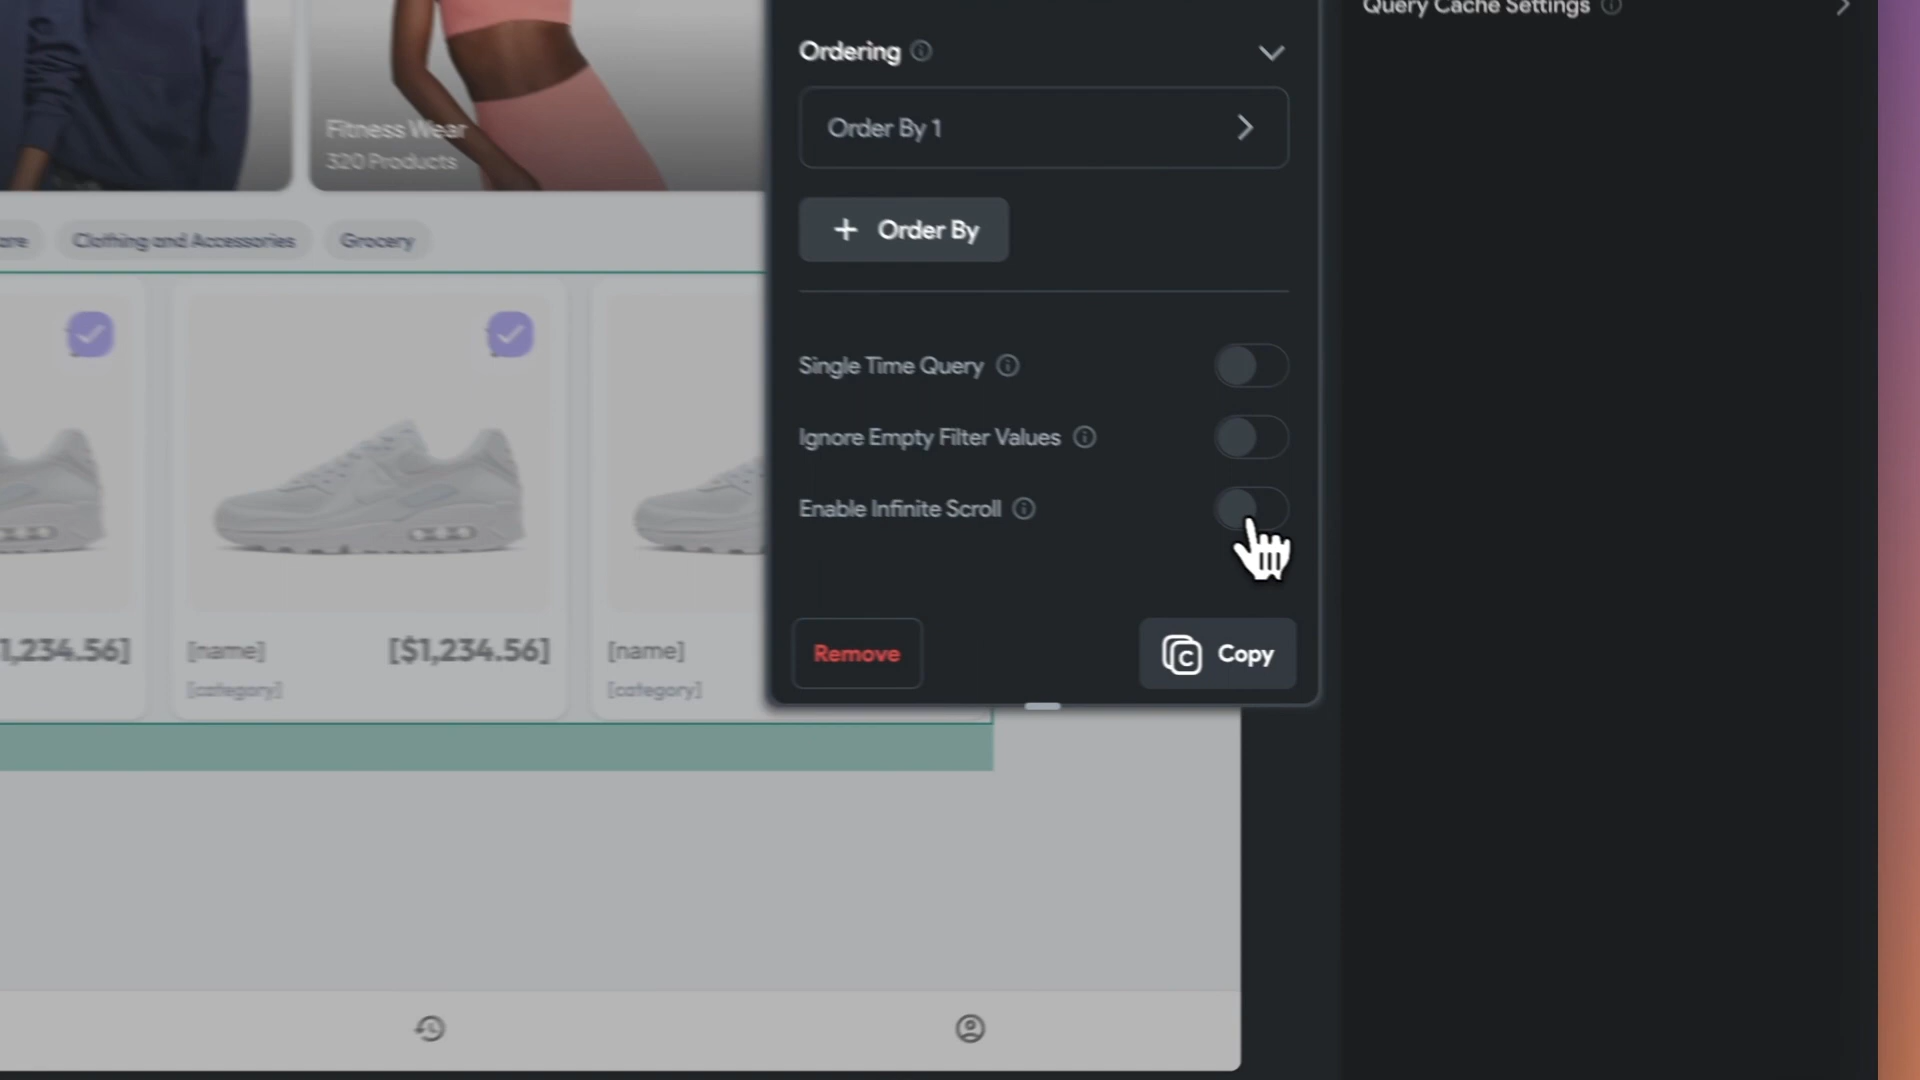 Query Cache Settings
Ordering
Order By 1
Fitness Wear
320 Products
+ Order By
Clothing and Accessories
Grocery
Single Time Query
Ignore Empty Filter Values
Enable Infinite Scroll
1,234.56]
[name]
[$1,234.56]
[name]
[category]
[category]
Remove
Copy